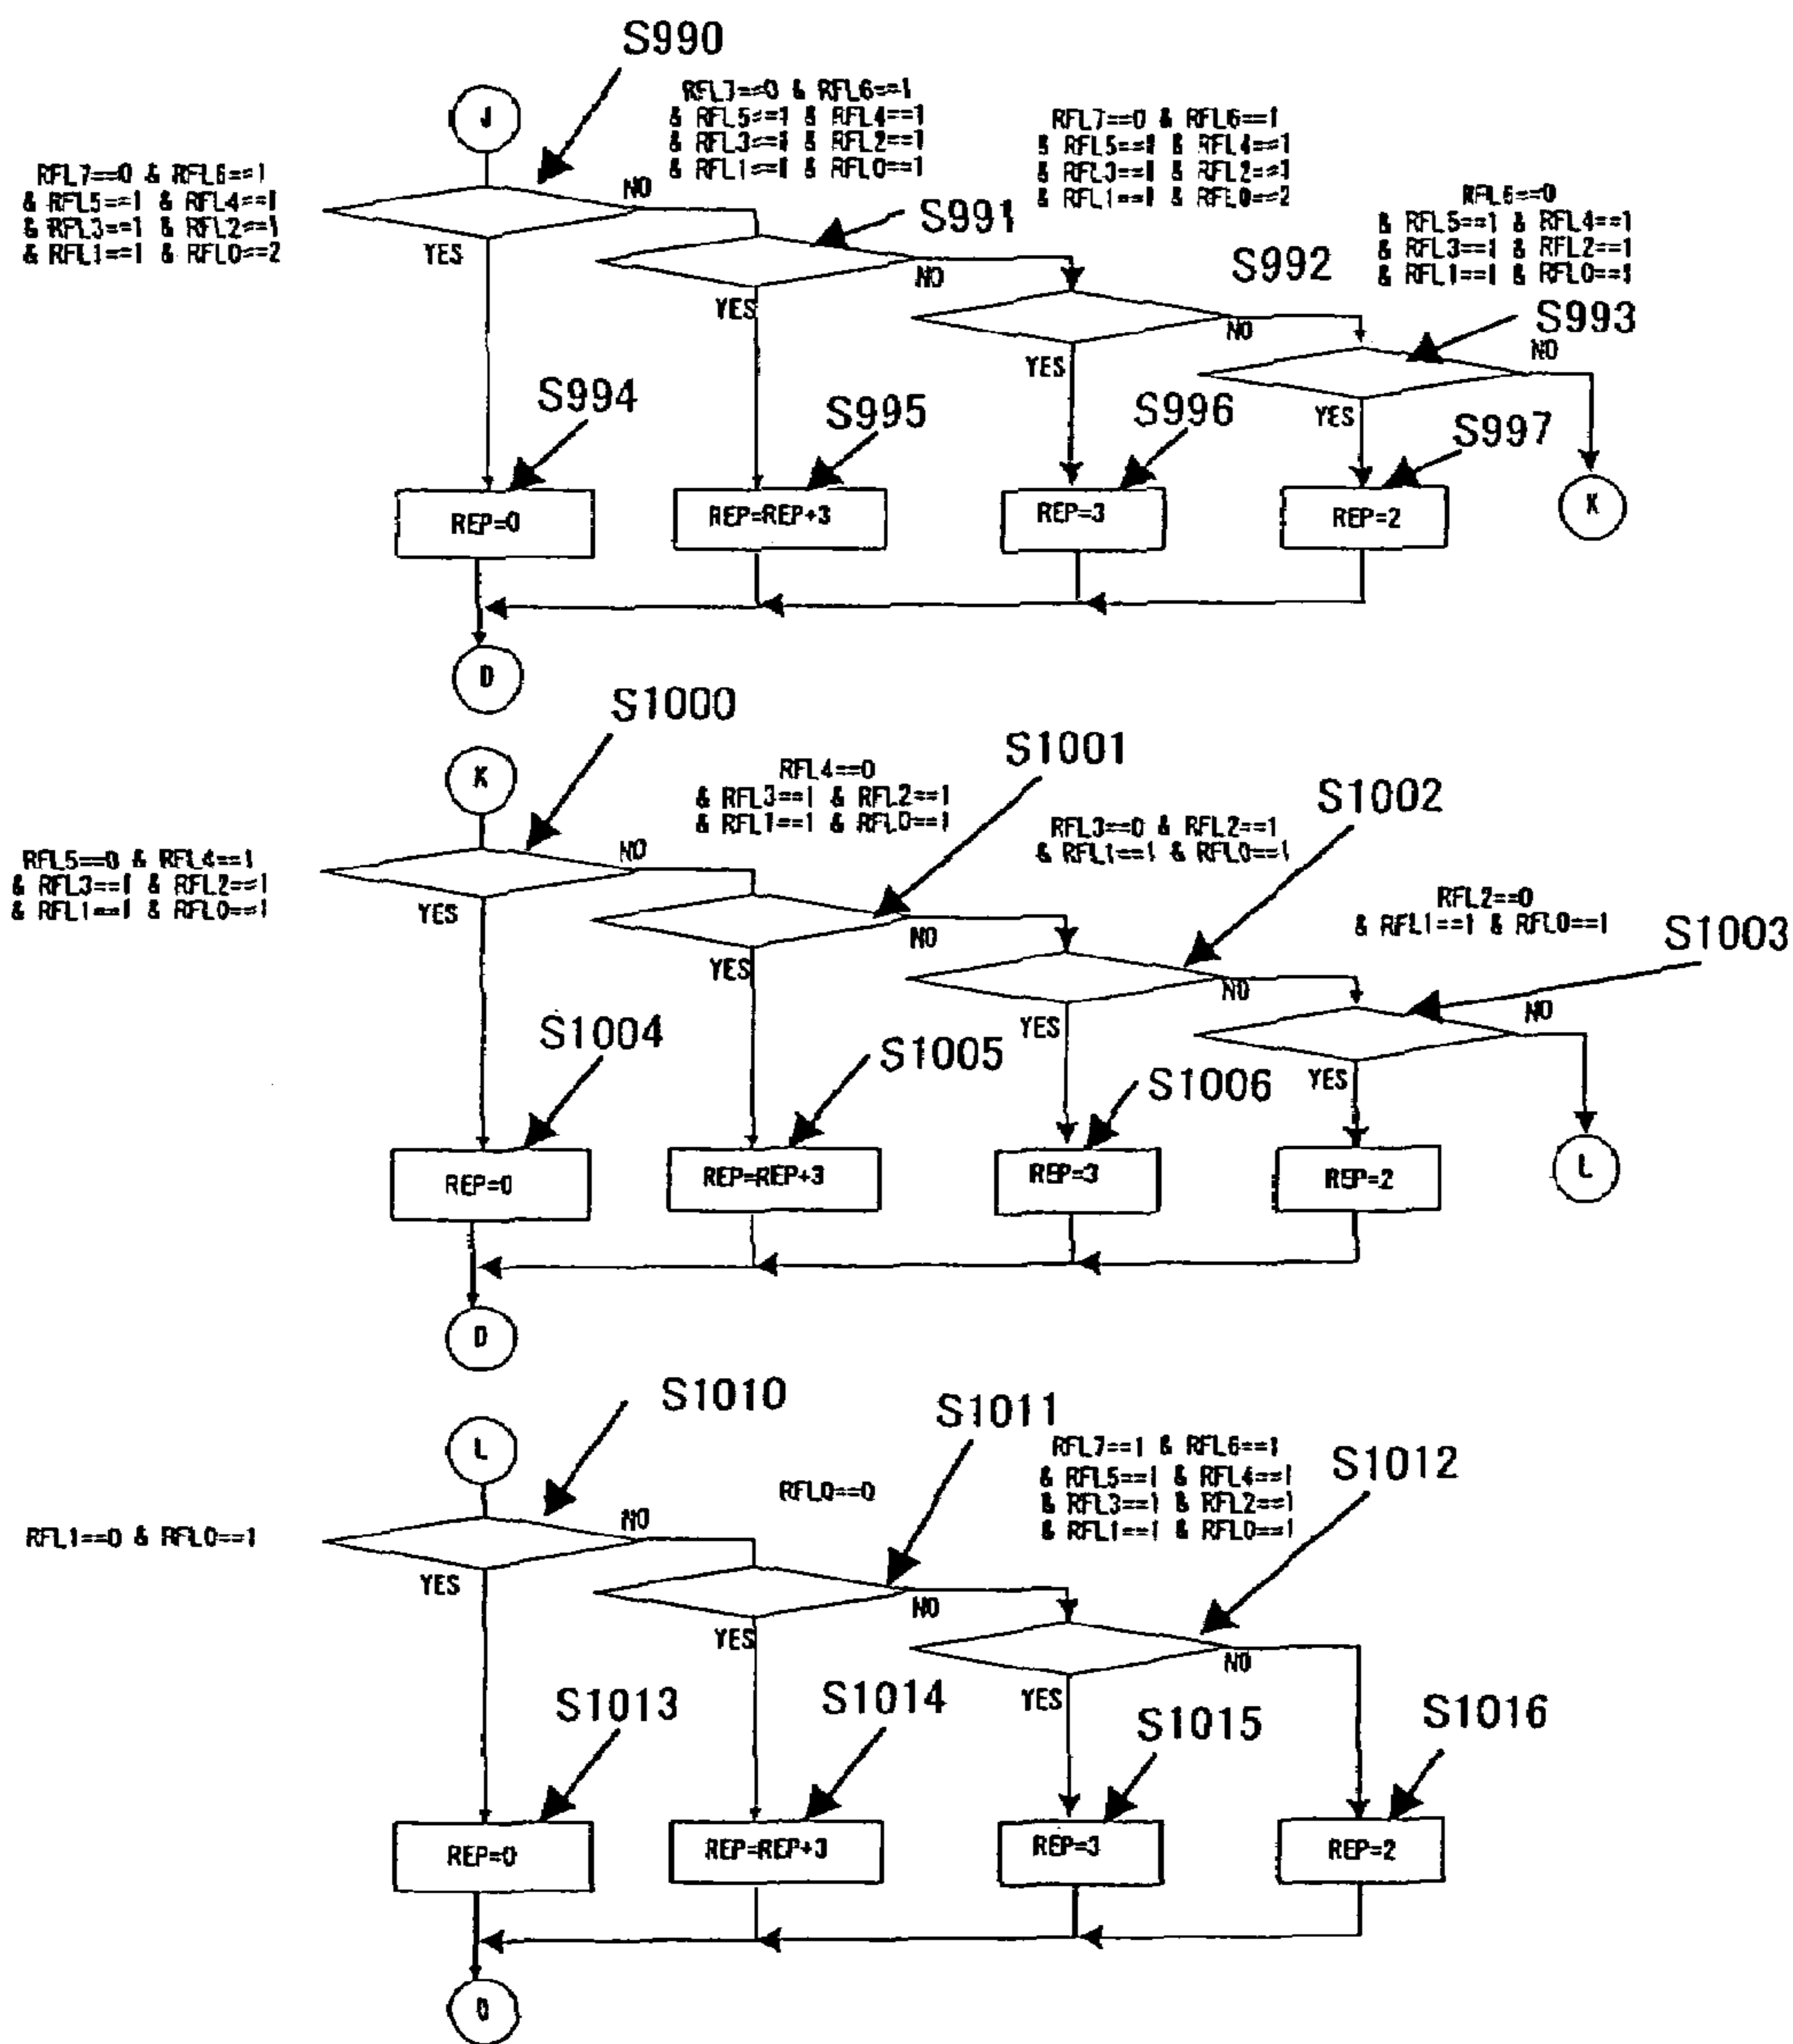 S990
J
RFL7==0 & RFL6==1
& RFL5==1 & RFL4==1
& RFL3==1 & RFL2==1
& RFL1==1 & RFL0==2
YES
NO
RFL7==0 & RFL6==1
& RFL5==1 & RFL4==1
& RFL3==1 & RFL2==1
& RFL1==1 & RFL0==1
S991
YES
NO
RFL7==0 & RFL6==1
& RFL5==1 & RFL4==1
& RFL3==1 & RFL2==1
& RFL1==1 & RFL0==2
S992
YES
NO
RFL6==0
& RFL5==1 & RFL4==1
& RFL3==1 & RFL2==1
& RFL1==1 & RFL0==1
S993
YES
NO
S994
REP=0
S995
REP=REP+3
S996
REP=3
S997
REP=2
K
D
S1000
K
RFL5==0 & RFL4==1
& RFL3==1 & RFL2==1
& RFL1==1 & RFL0==1
YES
NO
RFL4==0
& RFL3==1 & RFL2==1
& RFL1==1 & RFL0==1
S1001
YES
NO
RFL3==0 & RFL2==1
& RFL1==1 & RFL0==1
S1002
YES
NO
RFL2==0
& RFL1==1 & RFL0==1
S1003
YES
NO
S1004
REP=0
S1005
REP=REP+3
S1006
REP=3
REP=2
L
D
S1010
L
RFL1==0 & RFL0==1
YES
NO
S1011
RFL0==0
YES
NO
RFL7==1 & RFL6==1
& RFL5==1 & RFL4==1
& RFL3==1 & RFL2==1
& RFL1==1 & RFL0==1
S1012
YES
NO
S1013
REP=0
S1014
REP=REP+3
S1015
REP=3
S1016
REP=2
D